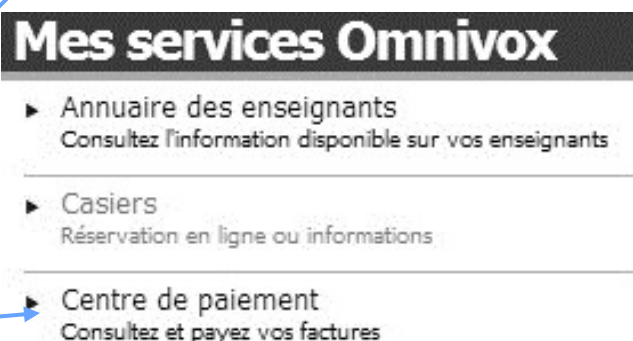 Mes services Omnivox
Annuaire des enseignants
Consultez l'information disponible sur vos enseignants
Casiers
Réservation en ligne ou informations
Centre de paiement
Consultez et payez vos factures